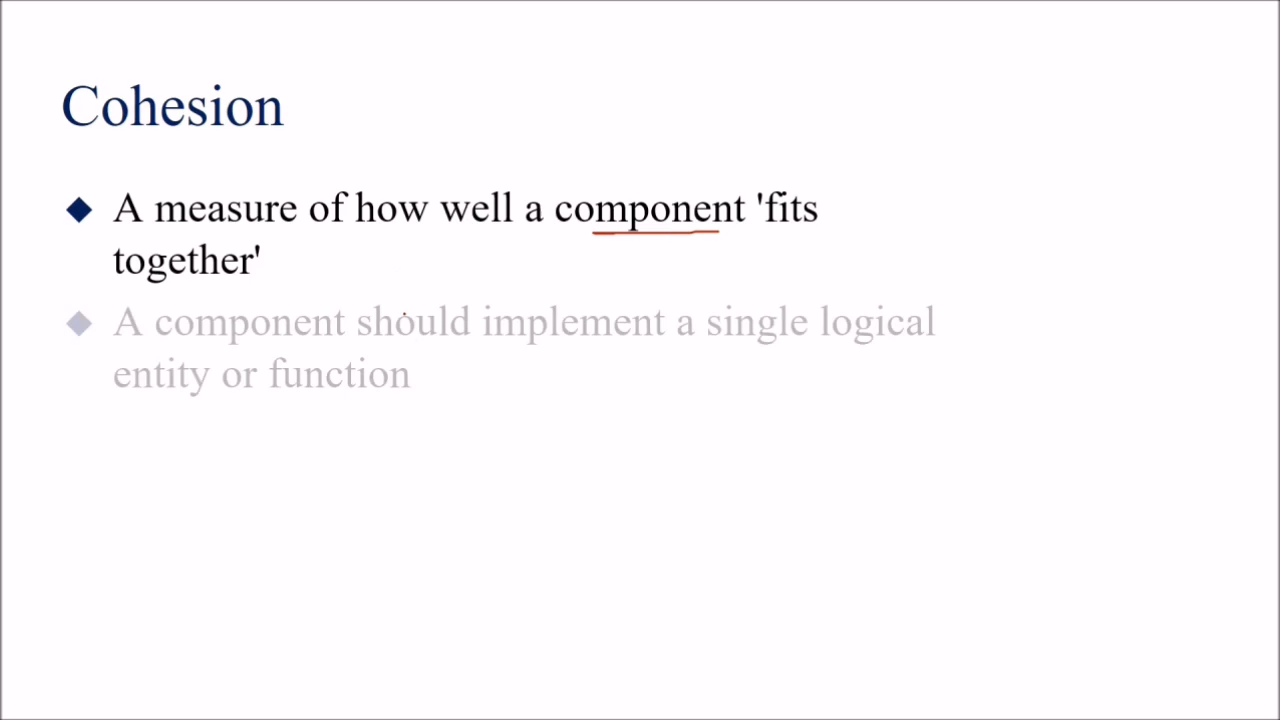 Cohesion
A measure of how well a component 'fits
together'
A component should implement a single logical
entity or function